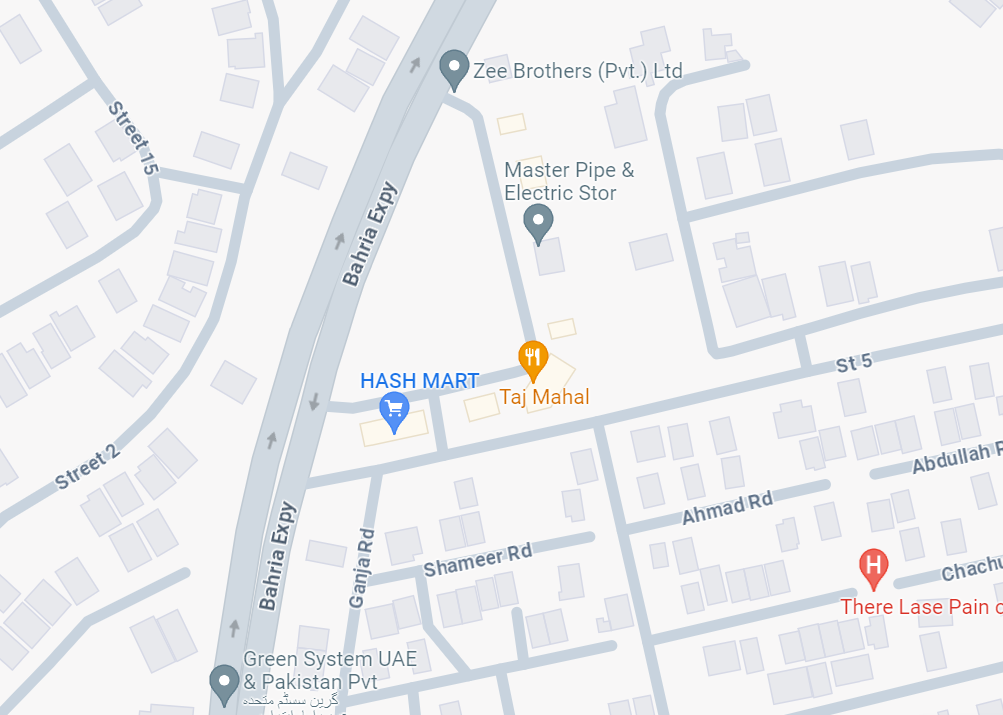 Zee Brothers (Pvt.) Ltd
Street 15
Master Pipe &
Electric Stor
Bahria Expy
St 5
HASH MART
Taj Mahal
Street 2
Abdullah R
Ahmad Rd
Bahria Expy
Ganja Rd
Shameer Rd
H
Chachu
There Lase Pain c
Green System UAE
& Pakistan Pvt
گرین سسٹم متحدہ